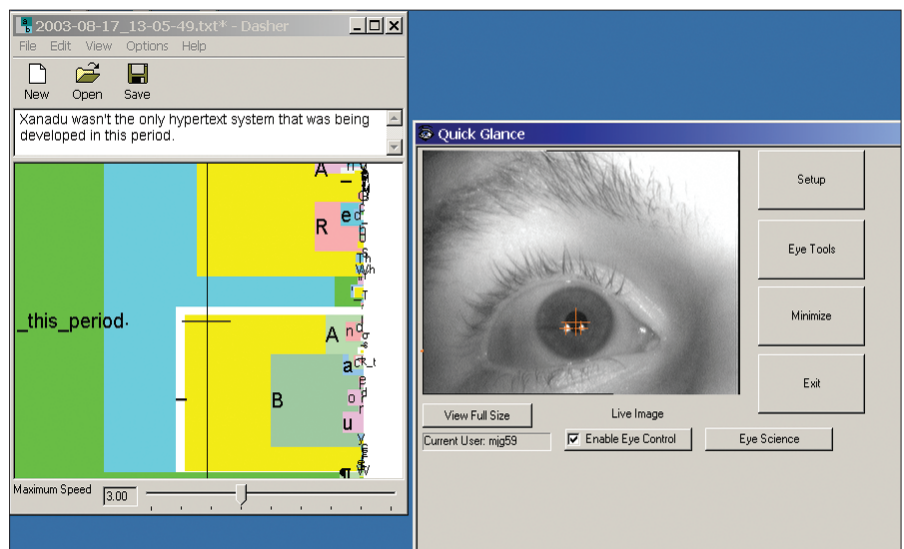 2003-08-17_13-05-49.txt* - Dasher
File Edit View Options Help
New Open Save
Xanadu wasn't the only hypertext system that was being
developed in this period.
A
R e d
_this_period.
A n d
a
B o
u
¶
Maximum Speed 3.00
Quick Glance
Setup
Eye Tools
Minimize
Exit
View Full Size Live Image
Current User: mjg59 Enable Eye Control Eye Science